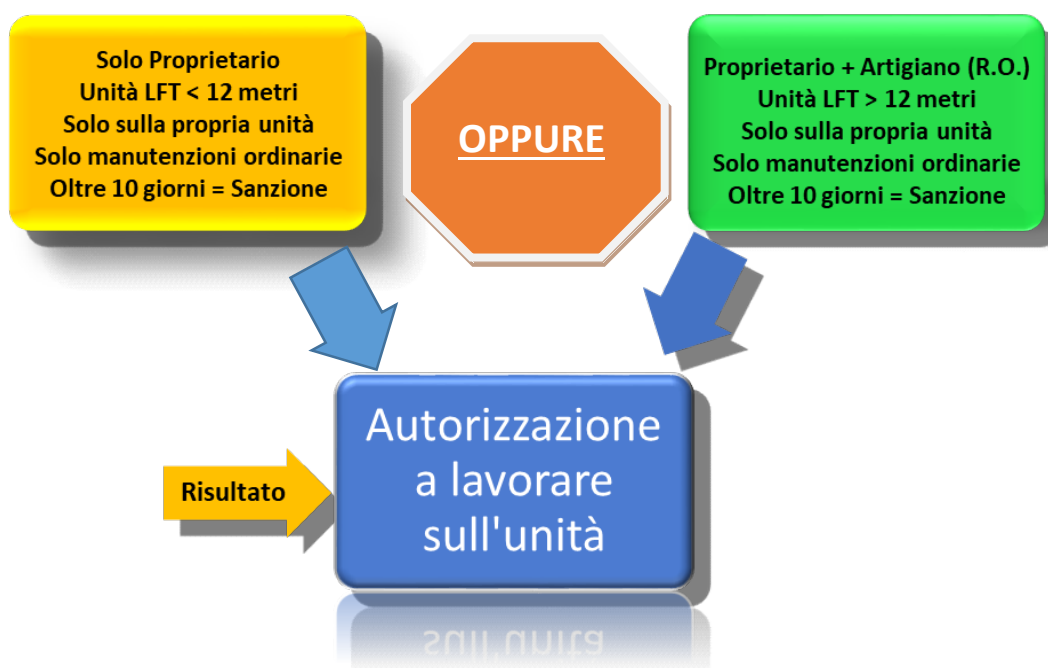 Solo Proprietario
Unità LFT < 12 metri
Solo sulla propria unità
Solo manutenzioni ordinarie
Oltre 10 giorni = Sanzione
OPPURE
Proprietario + Artigiano (R.O.)
Unità LFT > 12 metri
Solo sulla propria unità
Solo manutenzioni ordinarie
Oltre 10 giorni = Sanzione
Risultato
Autorizzazione
a lavorare
sull'unità